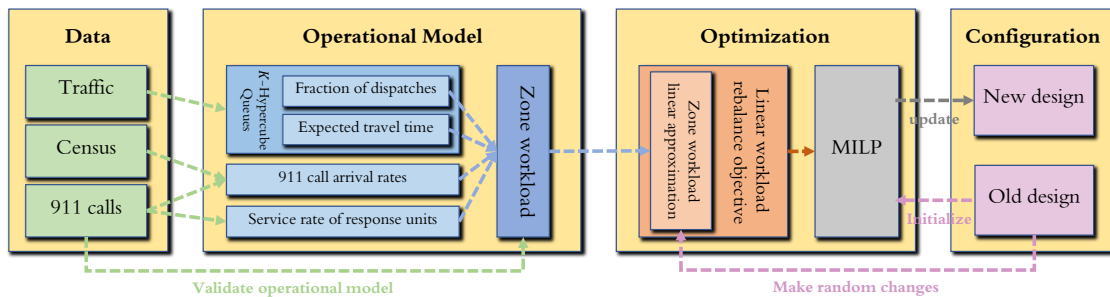 Data
Traffic
Census
911 calls
Operational Model
K-Hypercube
Queues
Fraction of dispatches
Expected travel time
911 call arrival rates
Service rate of response units
Zone workload
Validate operational model
Optimization
Zone workload
linear approximation
Linear workload
rebalance objective
MILP
Configuration
New design
update
Old design
Initialize
Make random changes